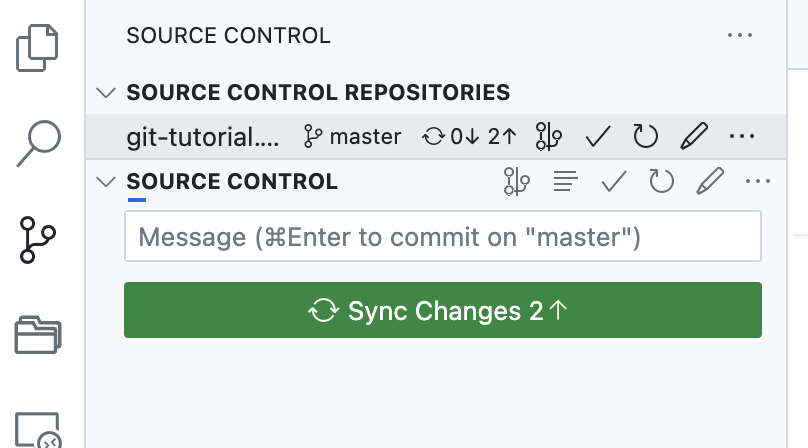 SOURCE CONTROL
SOURCE CONTROL REPOSITORIES
git-tutorial.... master 0↓ 2↑
SOURCE CONTROL
Message (⌘Enter to commit on "master")
Sync Changes 2↑